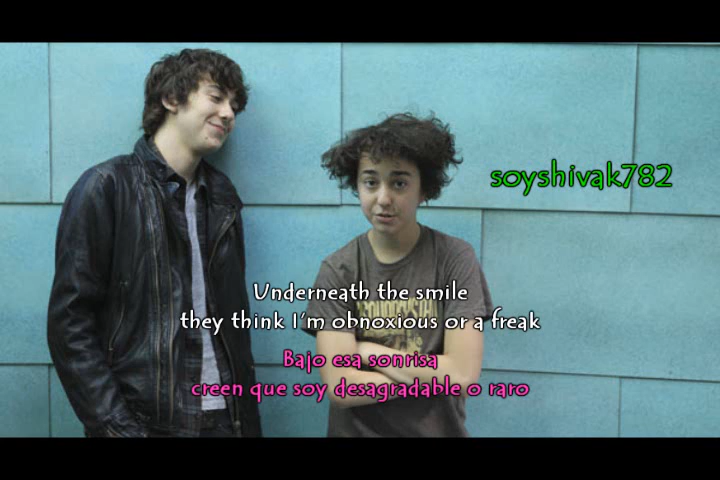 soyshivak782
Underneath the smile
they think I'm obnoxious or a freak
Bajo esa sonrisa
creen que soy desagradable o raro